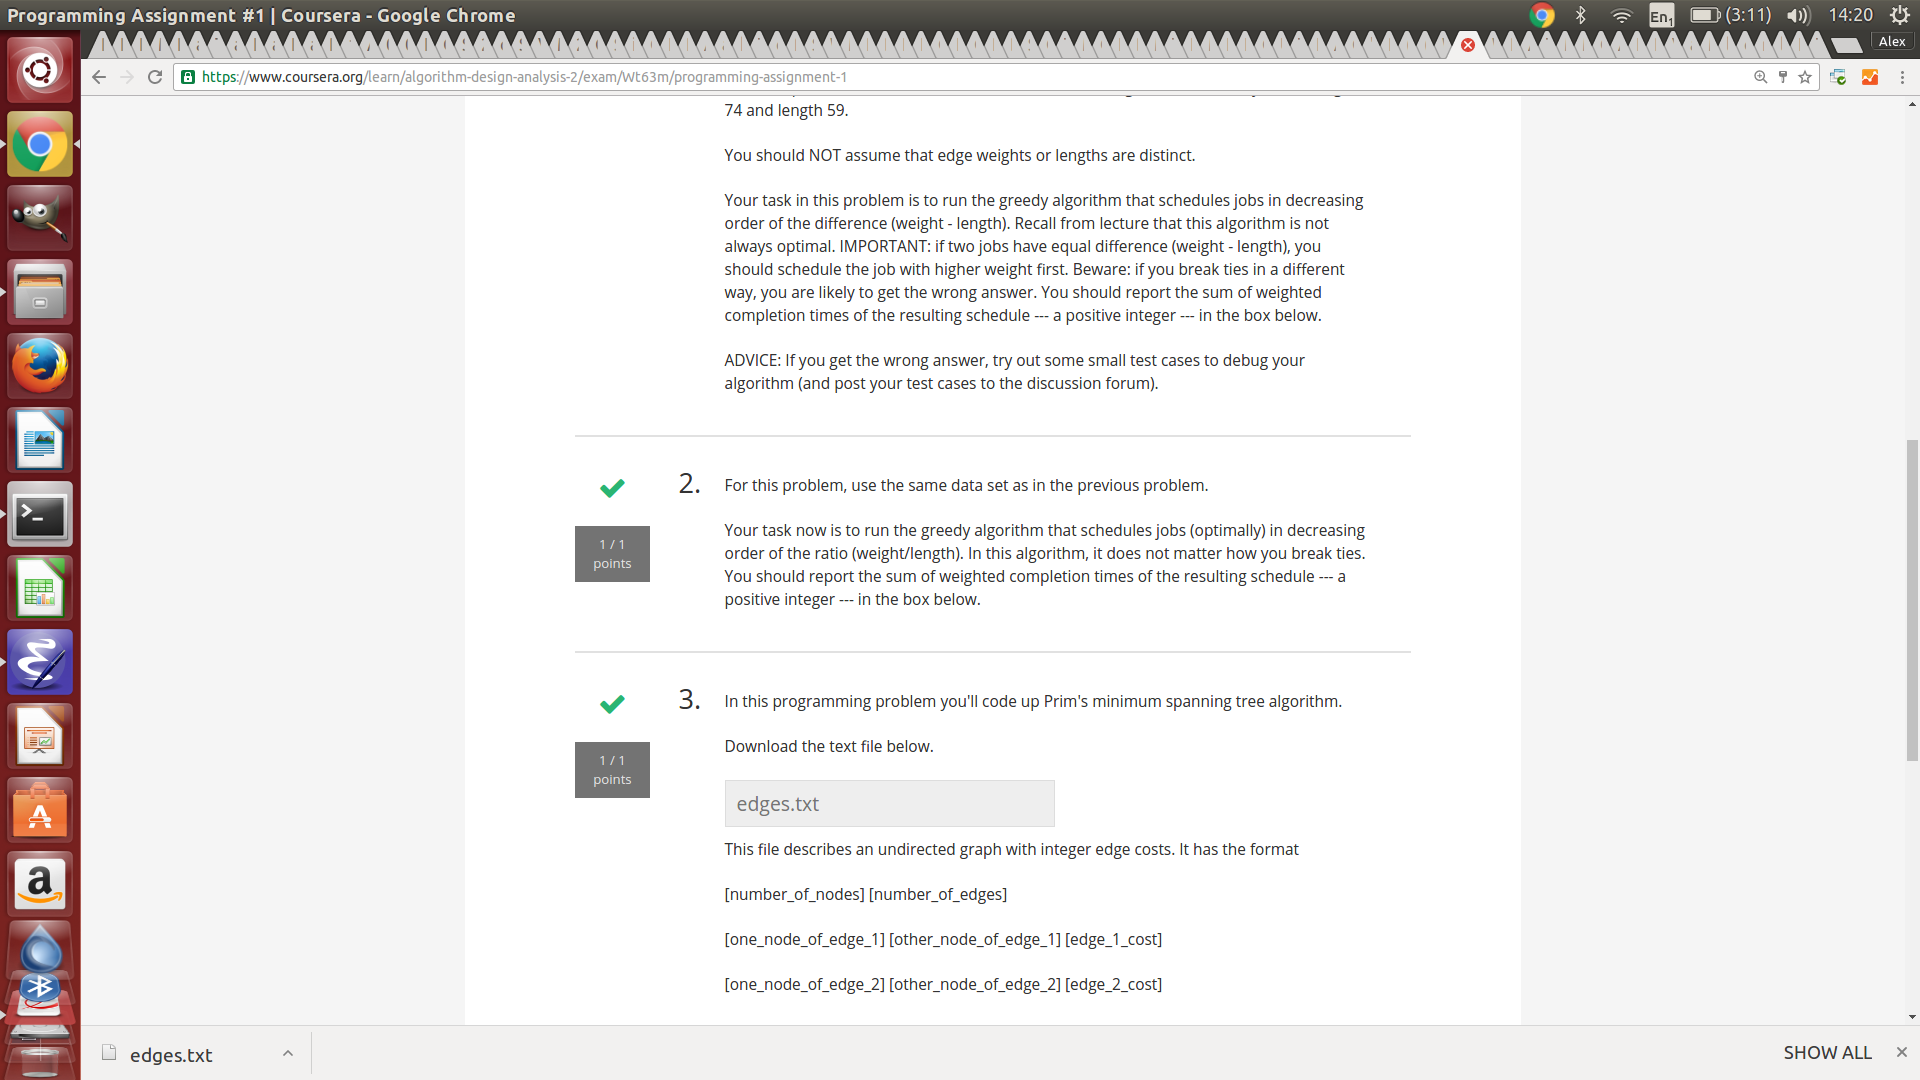 Programming Assignment #1 | Coursera - Google Chrome
En1
(3:11)
14:20
Alex
https://www.coursera.org/learn/algorithm-design-analysis-2/exam/Wt63m/programming-assignment-1
74 and length 59.
You should NOT assume that edge weights or lengths are distinct.
Your task in this problem is to run the greedy algorithm that schedules jobs in decreasing
order of the difference (weight - length). Recall from lecture that this algorithm is not
always optimal. IMPORTANT: if two jobs have equal difference (weight - length), you
should schedule the job with higher weight first. Beware: if you break ties in a different
way, you are likely to get the wrong answer. You should report the sum of weighted
completion times of the resulting schedule --- a positive integer --- in the box below.
ADVICE: If you get the wrong answer, try out some small test cases to debug your
algorithm (and post your test cases to the discussion forum).
2.
For this problem, use the same data set as in the previous problem.
1 / 1
points
Your task now is to run the greedy algorithm that schedules jobs (optimally) in decreasing
order of the ratio (weight/length). In this algorithm, it does not matter how you break ties.
You should report the sum of weighted completion times of the resulting schedule --- a
positive integer --- in the box below.
3.
In this programming problem you'll code up Prim's minimum spanning tree algorithm.
1 / 1
points
Download the text file below.
edges.txt
This file describes an undirected graph with integer edge costs. It has the format
[number_of_nodes] [number_of_edges]
[one_node_of_edge_1] [other_node_of_edge_1] [edge_1_cost]
[one_node_of_edge_2] [other_node_of_edge_2] [edge_2_cost]
edges.txt
SHOW ALL